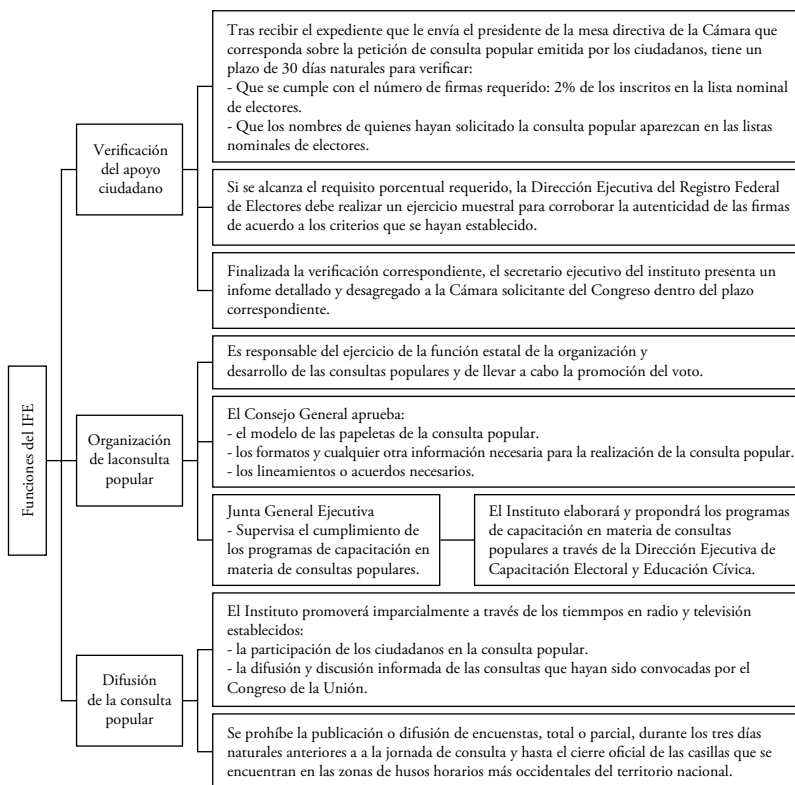 Funciones del IFE
Verificación
del apoyo
ciudadano
Tras recibir el expediente que le envía el presidente de la mesa directiva de la Cámara que
corresponda sobre la petición de consulta popular emitida por los ciudadanos, tiene un
plazo de 30 días naturales para verificar:
- Que se cumple con el número de firmas requerido: 2% de los inscritos en la lista nominal
de electores.
- Que los nombres de quienes hayan solicitado la consulta popular aparezcan en las listas
nominales de electores.
Si se alcanza el requisito porcentual requerido, la Dirección Ejecutiva del Registro Federal
de Electores debe realizar un ejercicio muestral para corroborar la autenticidad de las firmas
de acuerdo a los criterios que se hayan establecido.
Finalizada la verificación correspondiente, el secretario ejecutivo del instituto presenta un
infome detallado y desagregado a la Cámara solicitante del Congreso dentro del plazo
correspondiente.
Organización
de laconsulta
popular
Es responsable del ejercicio de la función estatal de la organización y
desarrollo de las consultas populares y de llevar a cabo la promoción del voto.
El Consejo General aprueba:
- el modelo de las papeletas de la consulta popular.
- los formatos y cualquier otra información necesaria para la realización de la consulta popular.
- los lineamientos o acuerdos necesarios.
Junta General Ejecutiva
- Supervisa el cumplimiento de
los programas de capacitación en
materia de consultas populares.
El Instituto elaborará y propondrá los programas
de capacitación en materia de consultas
populares a través de la Dirección Ejecutiva de
Capacitación Electoral y Educación Cívica.
Difusión
de la consulta
popular
El Instituto promoverá imparcialmente a través de los tiemmpos en radio y televisión
establecidos:
- la participación de los ciudadanos en la consulta popular.
- la difusión y discusión informada de las consultas que hayan sido convocadas por el
Congreso de la Unión.
Se prohíbe la publicación o difusión de encuenstas, total o parcial, durante los tres días
naturales anteriores a a la jornada de consulta y hasta el cierre oficial de las casillas que se
encuentran en las zonas de husos horarios más occidentales del territorio nacional.